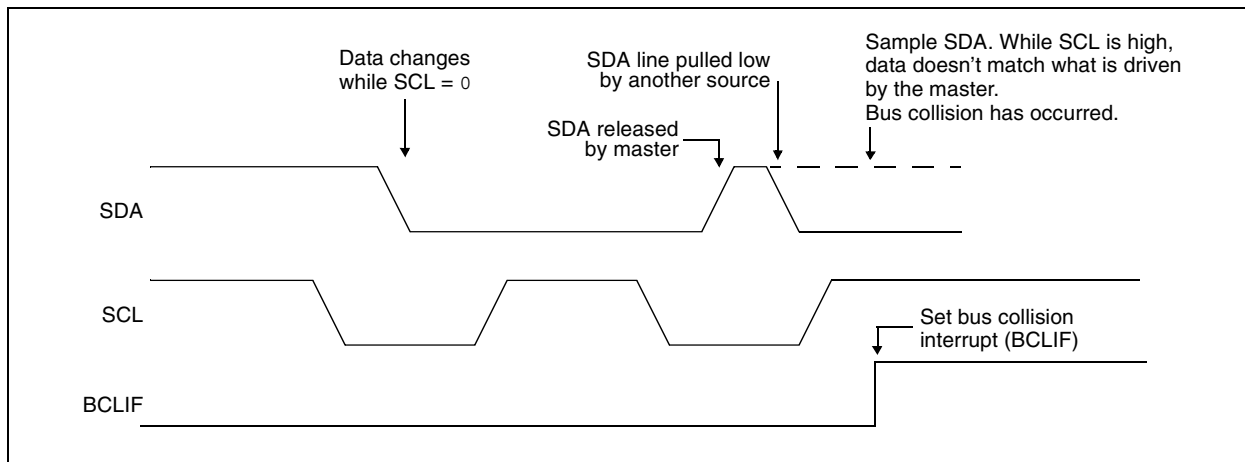 Data changes
while SCL = 0
SDA line pulled low
by another source
Sample SDA. While SCL is high,
data doesn't match what is driven
by the master.
Bus collision has occurred.
SDA released
by master
SDA
SCL
Set bus collision
interrupt (BCLIF)
BCLIF